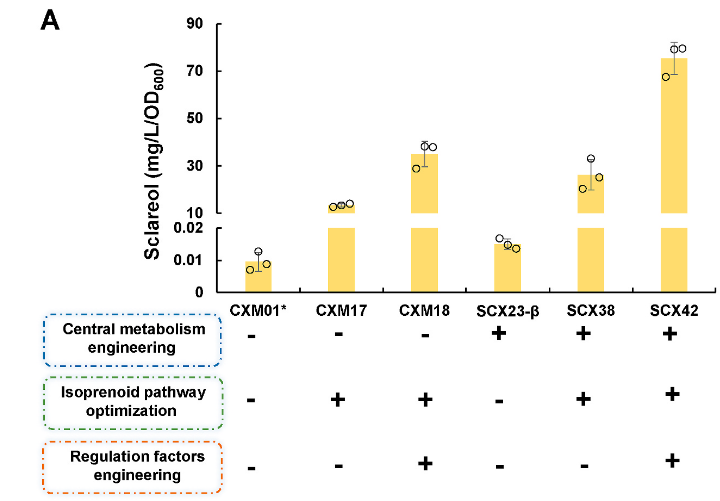 A
Sclareol (mg/L/OD600)
90
70
50
30
10
0.02
0.01
0
CXM01* CXM17 CXM18 SCX23-β SCX38 SCX42
Central metabolism
engineering
- - - + + +
Isoprenoid pathway
optimization
- + + - + +
Regulation factors
engineering
- - + - - +